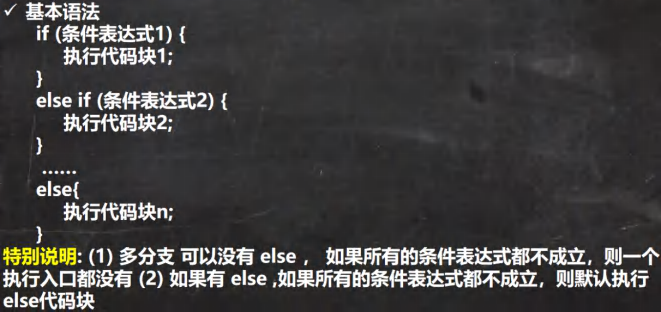 ✓ 基本语法
if (条件表达式1) {
执行代码块1;
}
else if (条件表达式2) {
执行代码块2;
}
……
else{
执行代码块n;
}
特别说明: (1) 多分支 可以没有 else ， 如果所有的条件表达式都不成立，则一个
执行入口都没有 (2) 如果有 else ,如果所有的条件表达式都不成立，则默认执行
else代码块